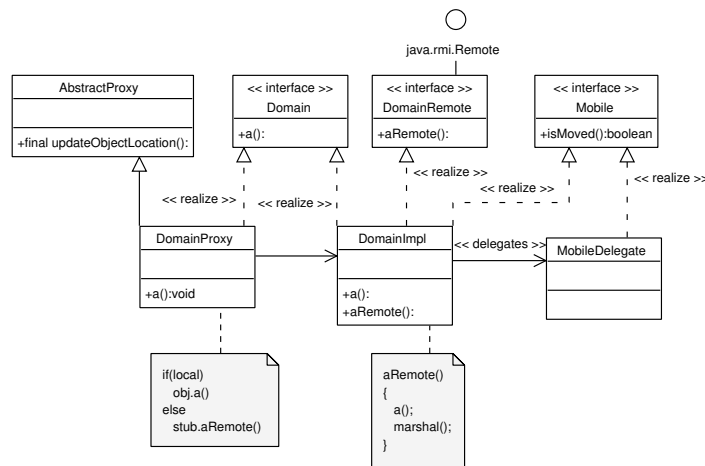 java.rmi.Remote
AbstractProxy
+final updateObjectLocation():
<< interface >>
Domain
+a():
<< interface >>
DomainRemote
+aRemote():
<< interface >>
Mobile
+isMoved():boolean
<< realize >>
<< realize >>
<< realize >>
<< realize >>
<< realize >>
DomainProxy
+a():void
DomainImpl
+a():
+aRemote():
<< delegates >>
MobileDelegate
if(local)
obj.a()
else
stub.aRemote()
aRemote()
{
a();
marshal();
}